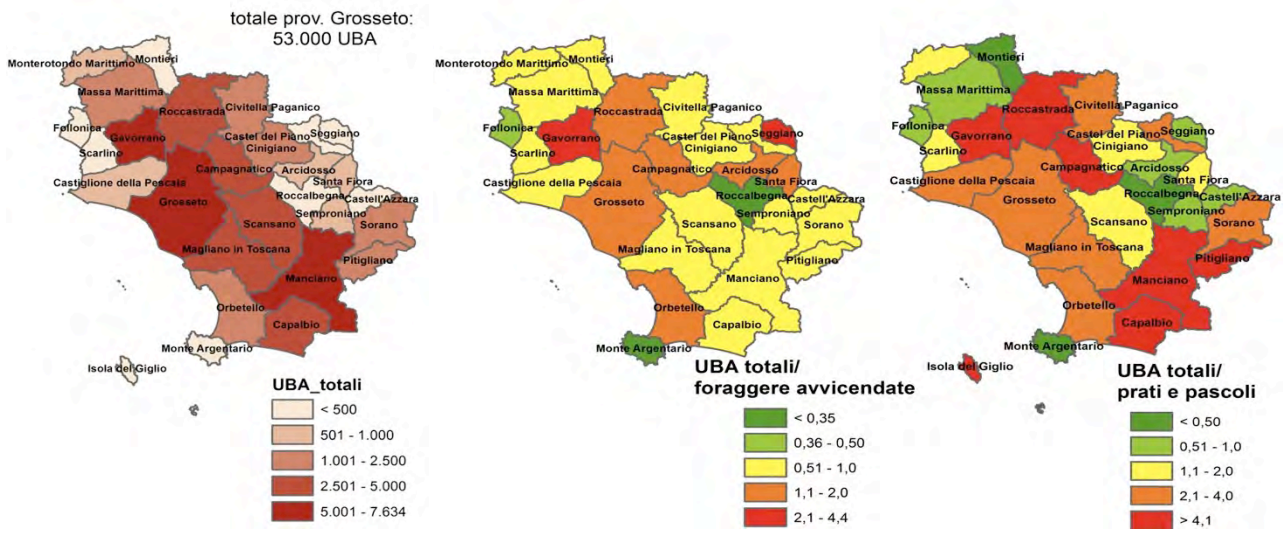 totale prov. Grosseto:
53.000 UBA
Monterotondo Marittimo
Montieri
Massa Marittima
Roccastrada
Civitella Paganico
Follonica
Gavorrano
Castel del Piano
Seggiano
Scarlino
Cinigiano
Campagnatico
Arcidosso
Castiglione della Pescaia
Santa Fiora
Grosseto
Roccalbegna
Castell'Azzara
Scansano
Semproniano
Sorano
Magliano in Toscana
Pitigliano
Manciano
Orbetello
Capalbio
Monte Argentario
Isola del Giglio
UBA_totali
< 500
501 - 1.000
1.001 - 2.500
2.501 - 5.000
5.001 - 7.634
Monterotondo Marittimo
Montieri
Massa Marittima
Roccastrada
Civitella Paganico
Follonica
Gavorrano
Castel del Piano
Seggiano
Scarlino
Cinigiano
Campagnatico
Arcidosso
Castiglione della Pescaia
Santa Fiora
Grosseto
Roccalbegna
Castell'Azzara
Semproniano
Scansano
Sorano
Magliano in Toscana
Pitigliano
Manciano
Orbetello
Capalbio
Monte Argentario
UBA totali/
foraggere avvicendate
< 0,35
0,36 - 0,50
0,51 - 1,0
1,1 - 2,0
2,1 - 4,4
Montieri
Massa Marittima
Roccastrada
Civitella Paganico
Follonica
Gavorrano
Castel del Piano
Seggiano
Scarlino
Cinigiano
Campagnatico
Arcidosso
Castiglione della Pescaia
Santa Fiora
Grosseto
Roccalbegna
Castell'Azzara
Semproniano
Scansano
Sorano
Magliano in Toscana
Pitigliano
Manciano
Orbetello
Capalbio
Monte Argentario
Isola del Giglio
UBA totali/
prati e pascoli
< 0,50
0,51 - 1,0
1,1 - 2,0
2,1 - 4,0
> 4,1